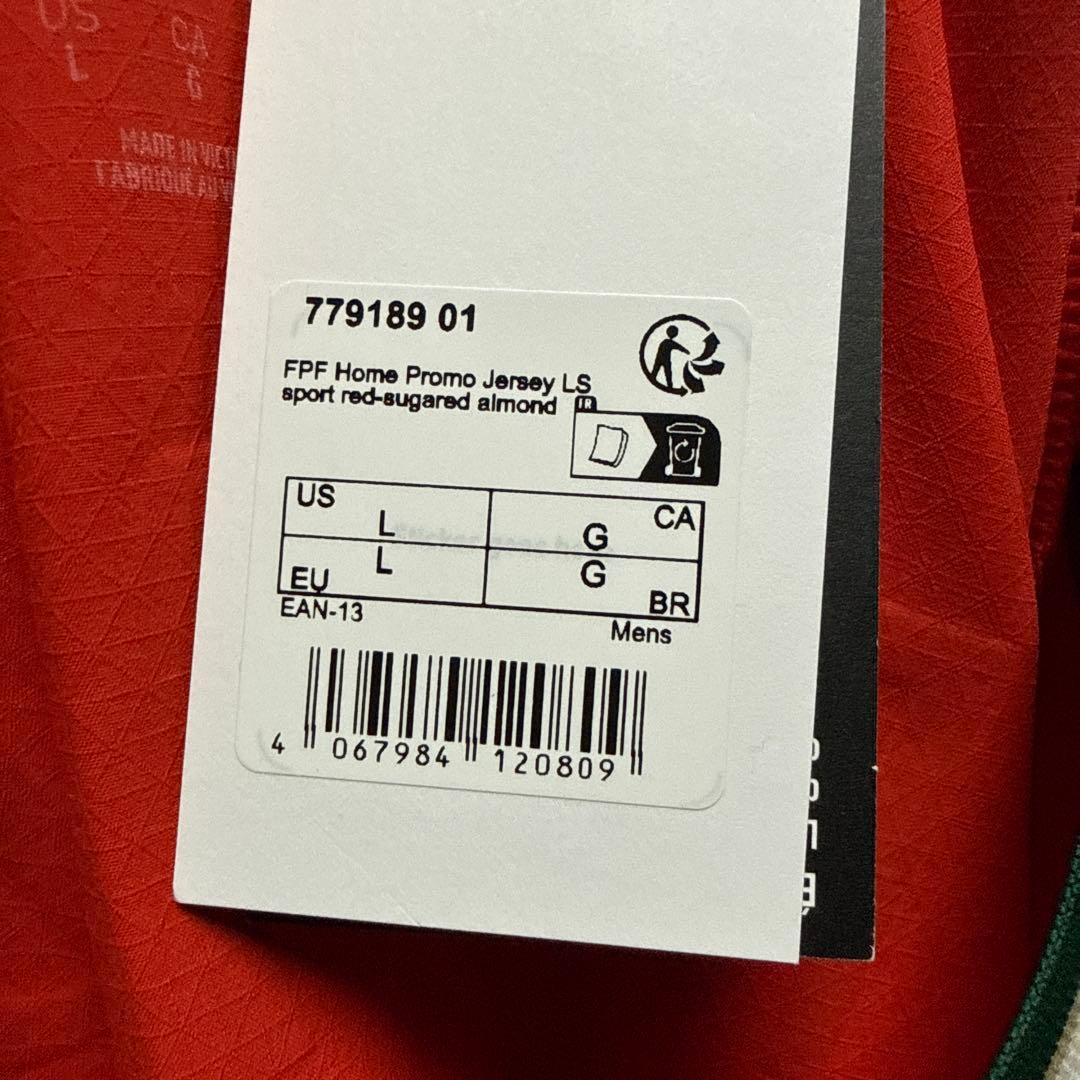 US
L
CA
G
MADE IN VIET
FABRIQUÉ AU VI
779189 01
FPF Home Promo Jersey LS
sport red-sugared almond
US
L
G
CA
EU
L
G
BR
EAN-13
Mens
4 067984 120809